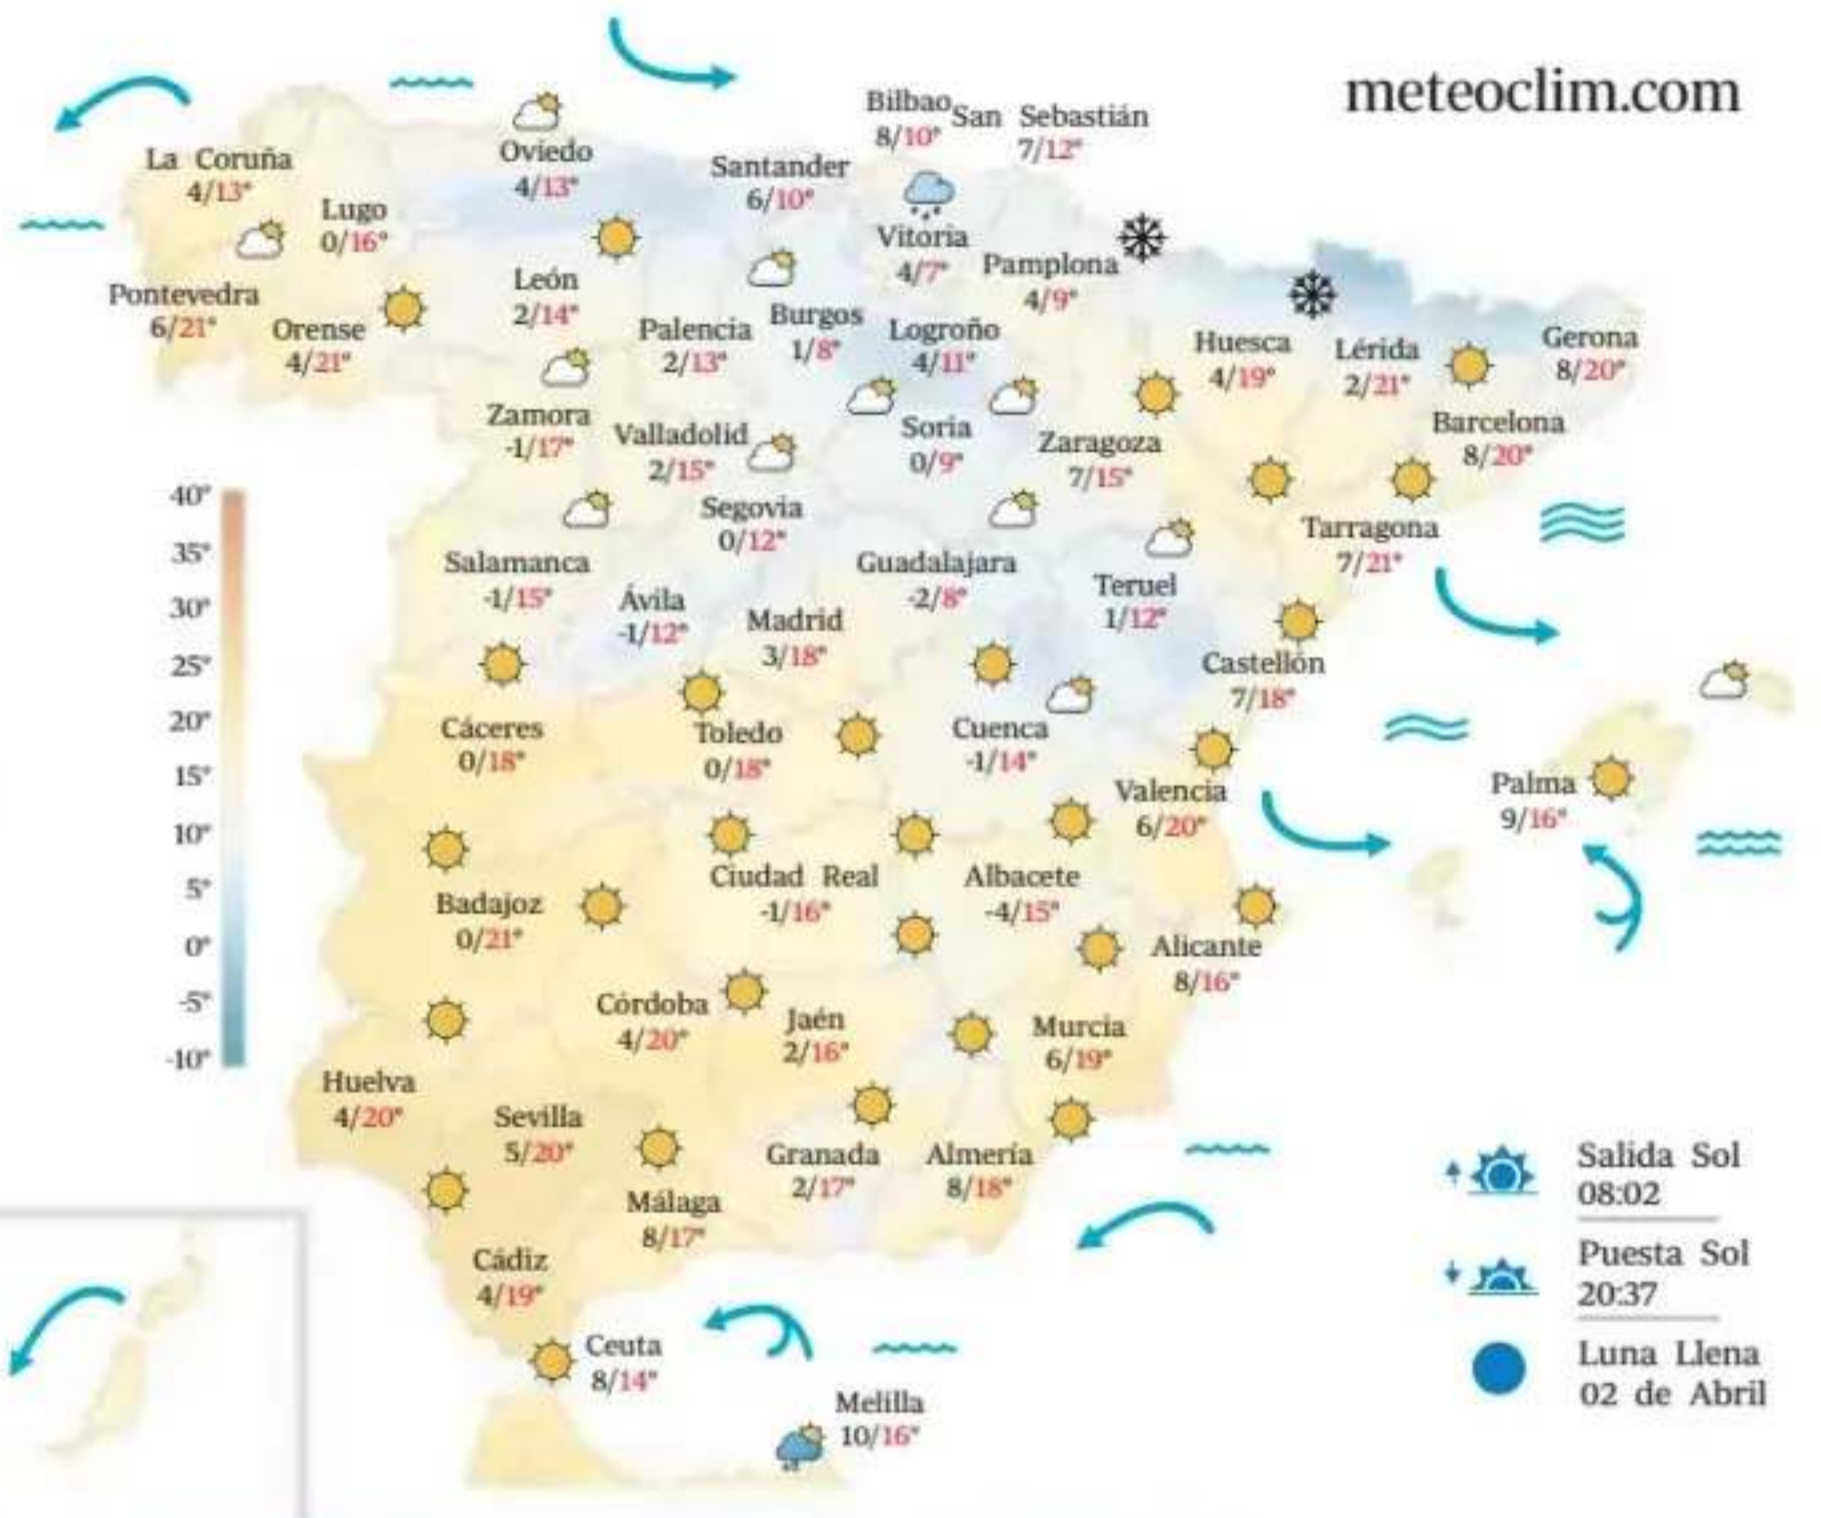 meteoclim.com
Bilbao
8/10°
San Sebastián
7/12°
La Coruña
4/13°
Oviedo
4/13°
Santander
6/10°
Lugo
0/16°
Vitoria
4/7°
Pamplona
4/9°
Pontevedra
6/21°
Orense
4/21°
León
2/14°
Palencia
2/13°
Burgos
1/8°
Logroño
4/11°
Huesca
4/19°
Lérida
2/21°
Gerona
8/20°
Zamora
-1/17°
Valladolid
2/15°
Soria
0/9°
Zaragoza
7/15°
Barcelona
8/20°
Segovia
0/12°
Tarragona
7/21°
Salamanca
-1/15°
Ávila
-1/12°
Madrid
3/18°
Guadalajara
-2/8°
Teruel
1/12°
Castellón
7/18°
Cáceres
0/18°
Toledo
0/18°
Cuenca
-1/14°
Valencia
6/20°
Palma
9/16°
Badajoz
0/21°
Ciudad Real
-1/16°
Albacete
-4/15°
Alicante
8/16°
Córdoba
4/20°
Jaén
2/16°
Murcia
6/19°
Huelva
4/20°
Sevilla
5/20°
Málaga
8/17°
Granada
2/17°
Almería
8/18°
Cádiz
4/19°
Ceuta
8/14°
Melilla
10/16°
40°
35°
30°
25°
20°
15°
10°
5°
0°
-5°
-10°
Salida Sol
08:02
Puesta Sol
20:37
Luna Llena
02 de Abril